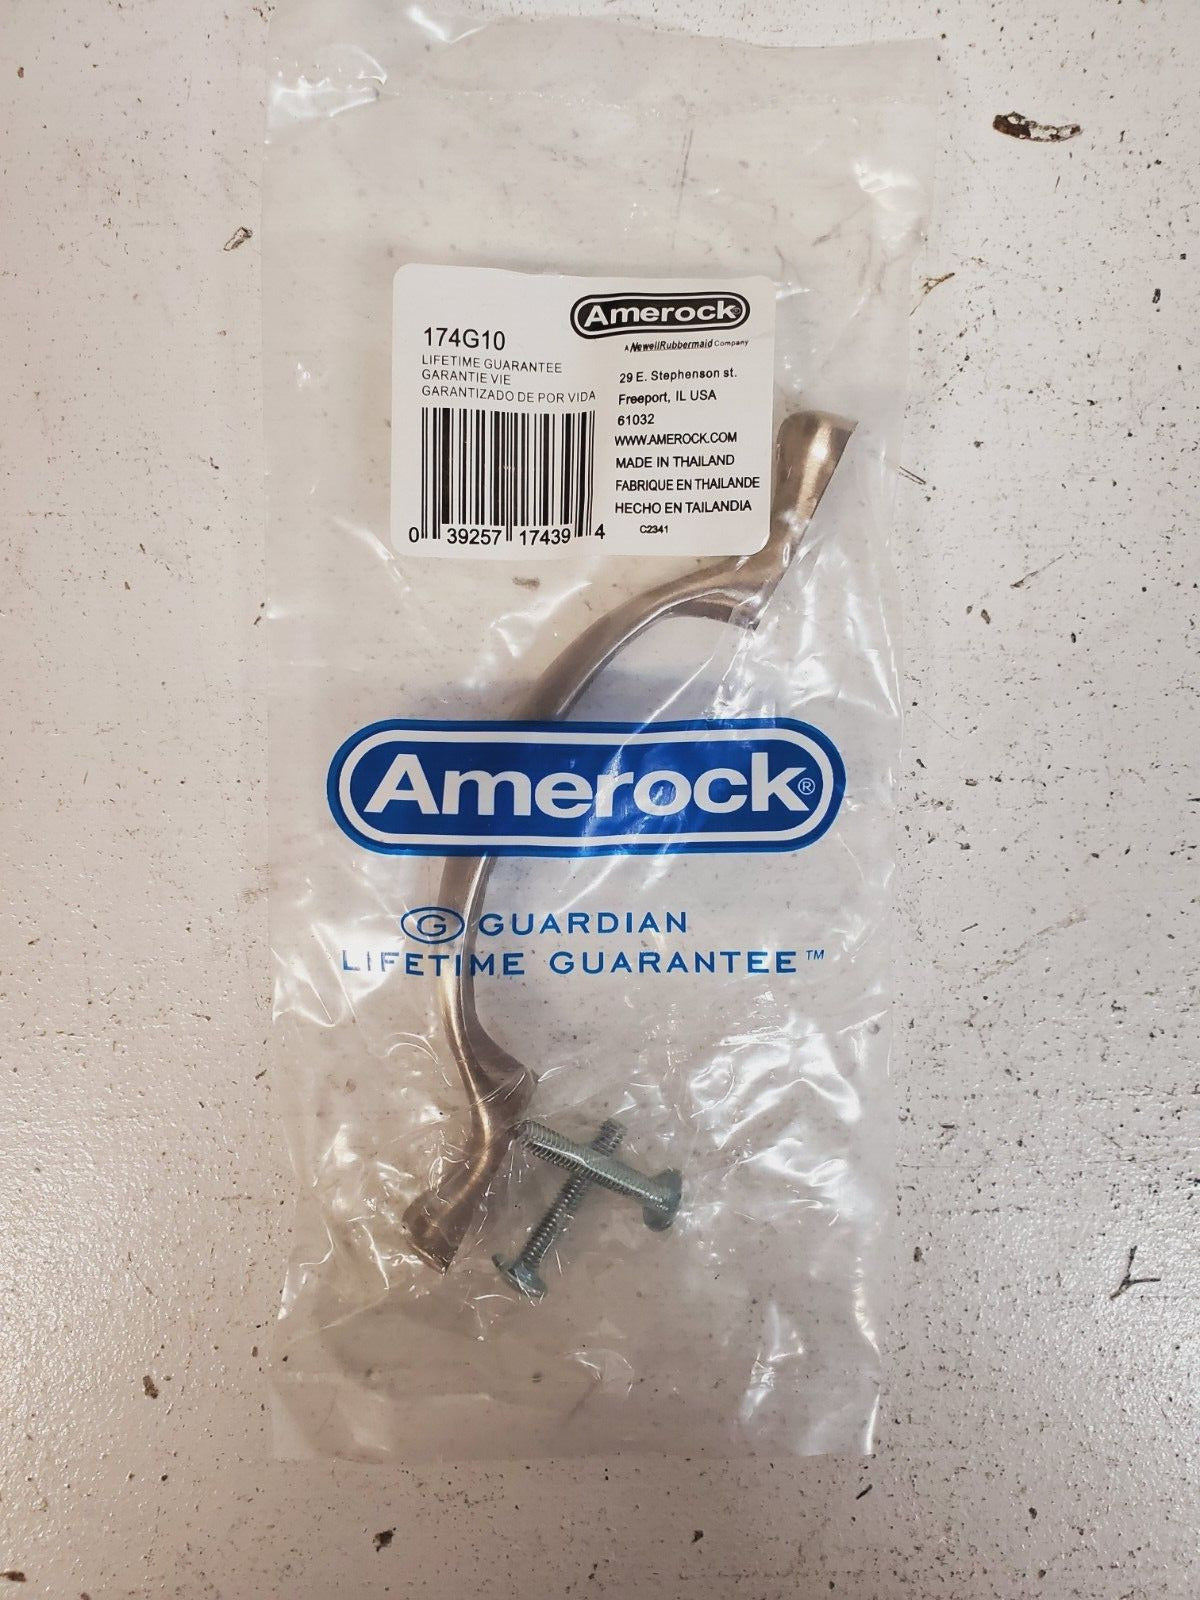 Amerock®
A NewellRubbermaid Company
174G10
LIFETIME GUARANTEE
GARANTIE VIE
GARANTIZADO DE POR VIDA
0 39257 17439 4
29 E. Stephenson st.
Freeport, IL USA
61032
WWW.AMEROCK.COM
MADE IN THAILAND
FABRIQUE EN THAILANDE
HECHO EN TAILANDIA
C2341
Amerock®
G GUARDIAN
LIFETIME GUARANTEE™